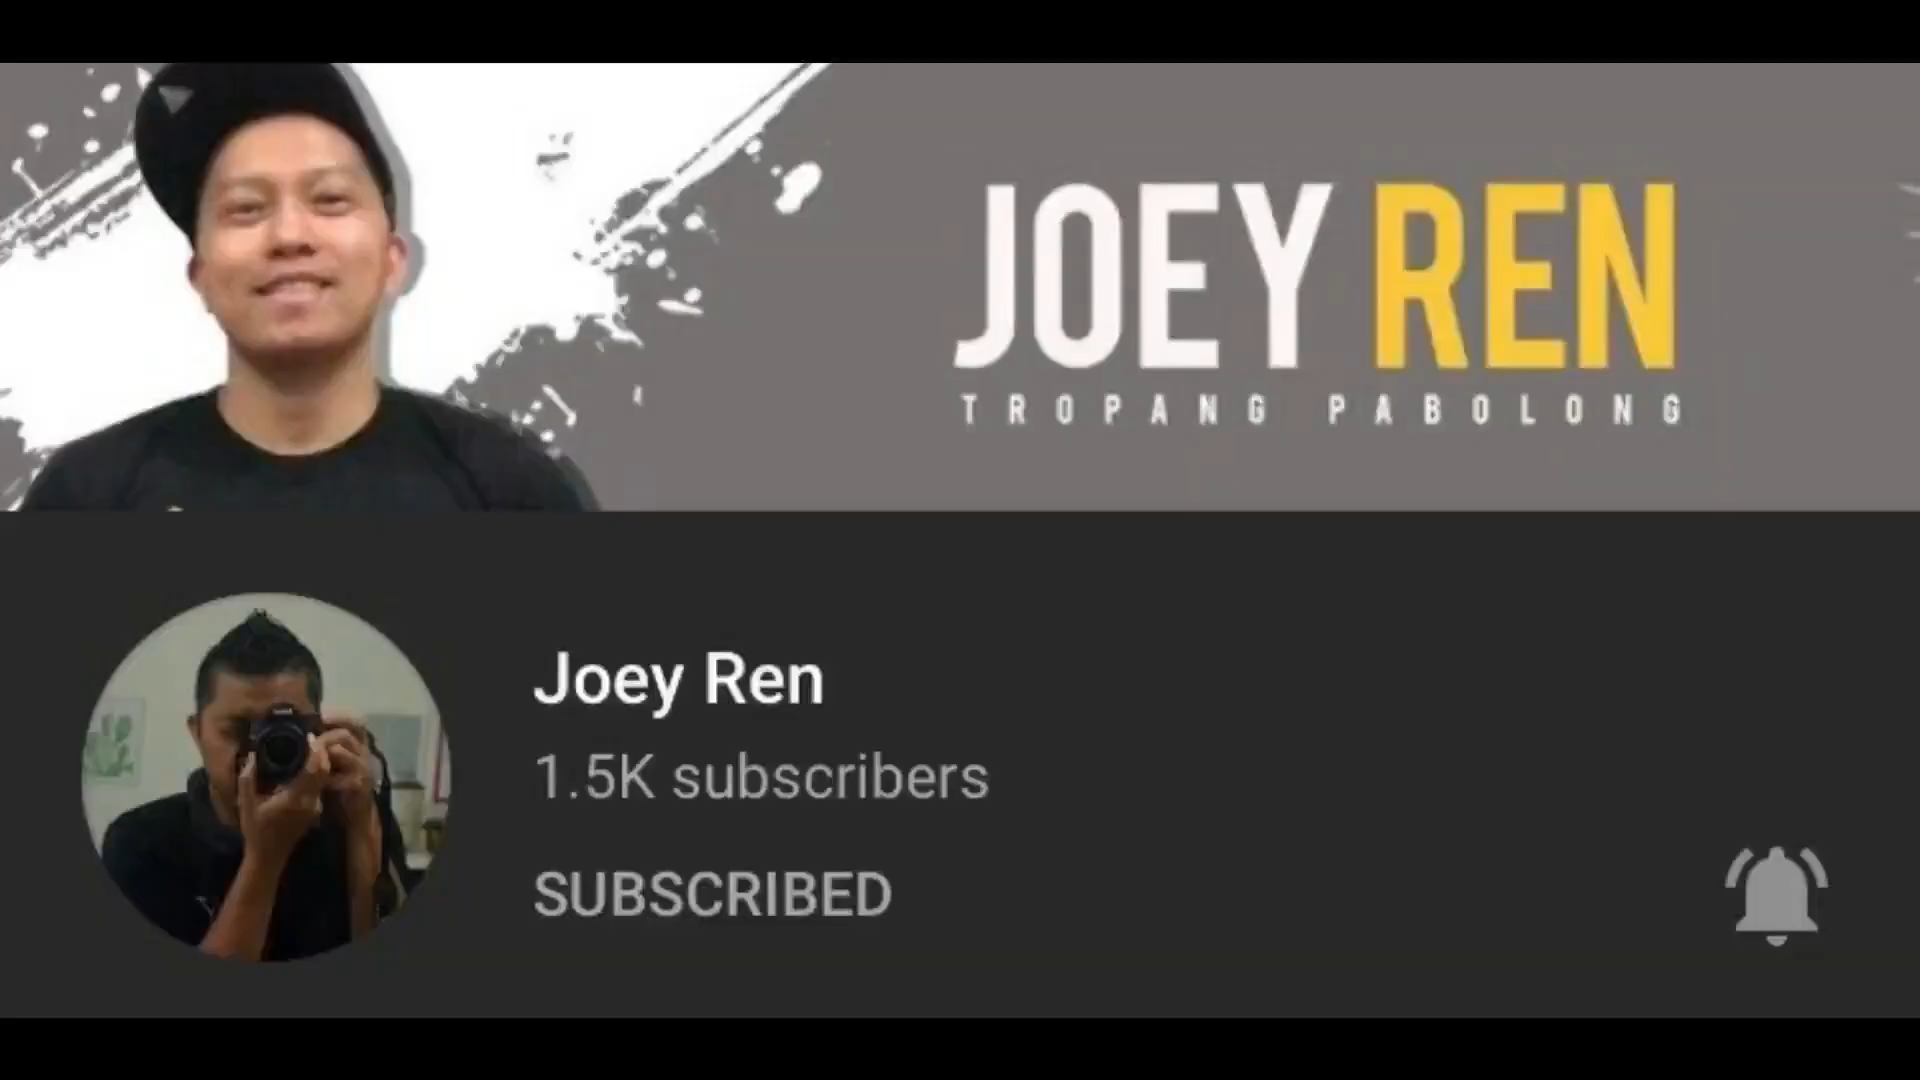 JOEY REN
TROPANG PABOLONG
Joey Ren
1.5K subscribers
SUBSCRIBED